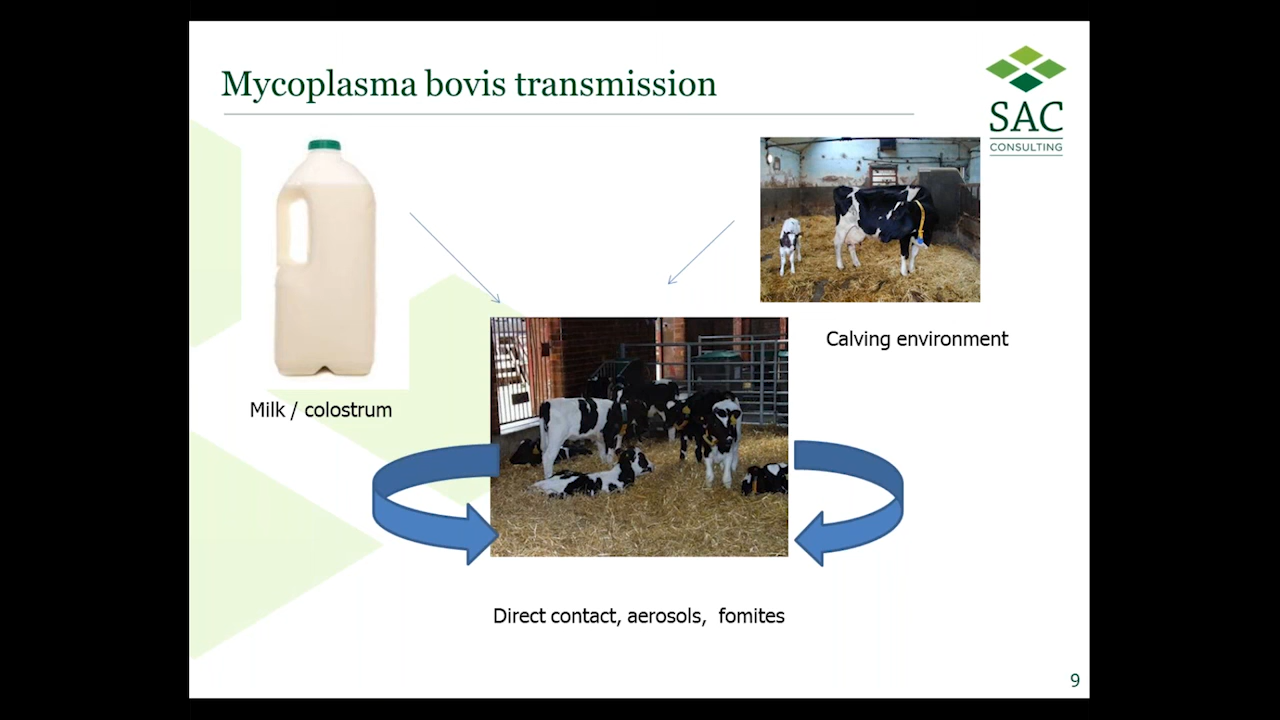 Mycoplasma bovis transmission
SAC
CONSULTING
Calving environment
Milk / colostrum
Direct contact, aerosols, fomites
9